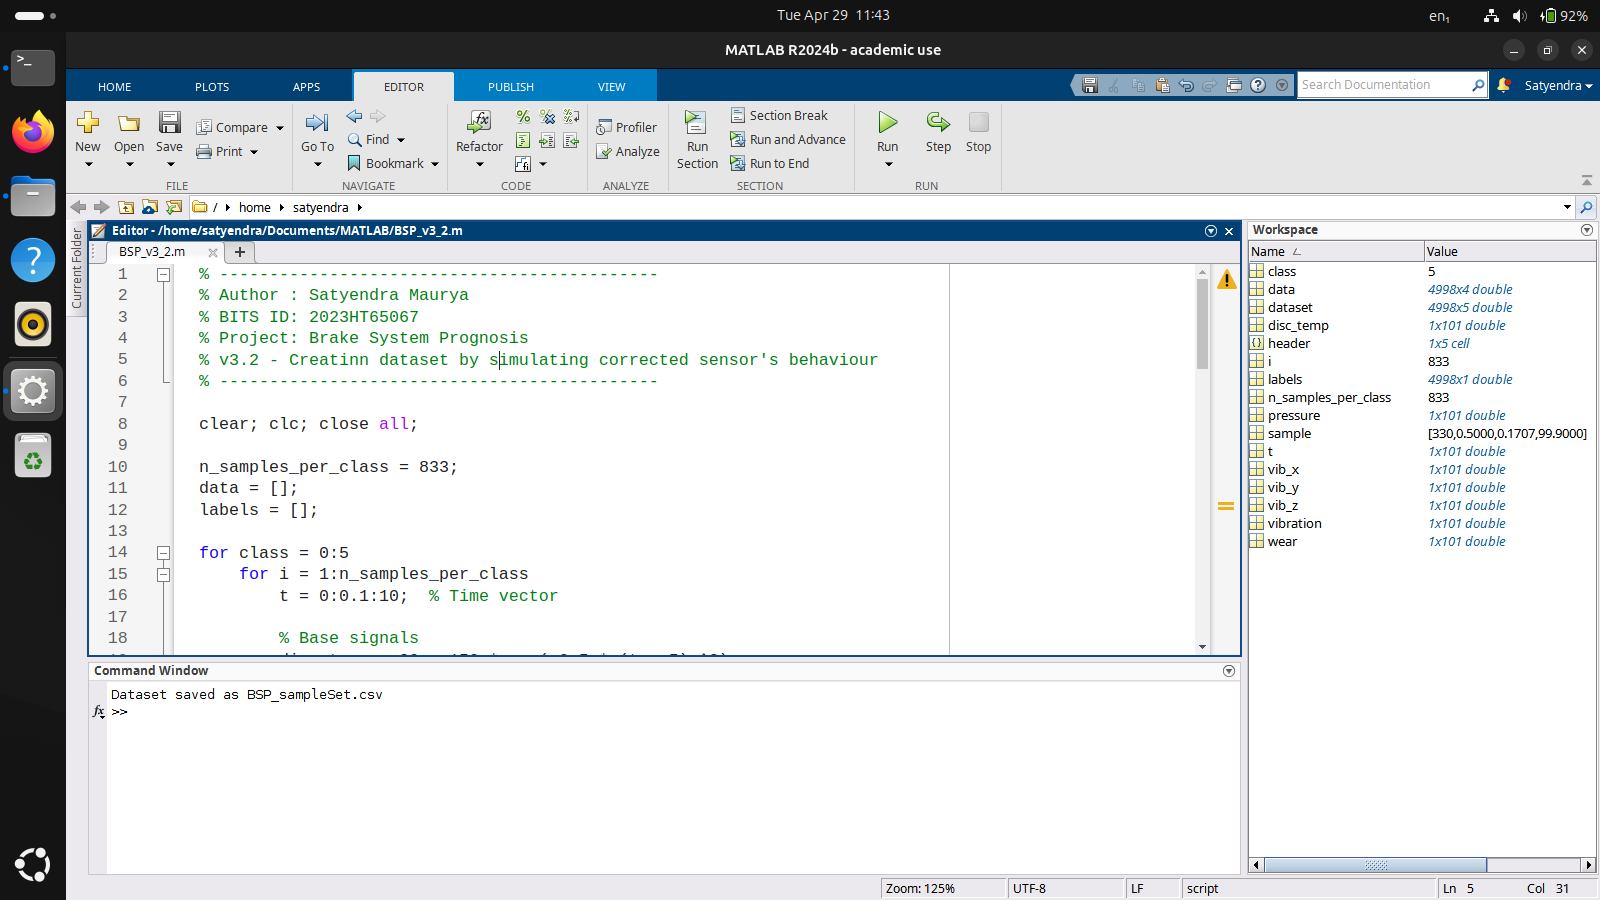 Tue Apr 29 11:43
en₁
92%
MATLAB R2024b - academic use
HOME
PLOTS
APPS
EDITOR
PUBLISH
VIEW
Search Documentation
Satyendra
New
Open
Save
Compare
Print
FILE
Go To
Find
Bookmark
NAVIGATE
Refactor
CODE
Profiler
Analyze
ANALYZE
Run Section
Section Break
Run and Advance
Run to End
SECTION
Run
Step
Stop
RUN
/ home satyendra
Current Folder
Editor - /home/satyendra/Documents/MATLAB/BSP_v3_2.m
BSP_v3_2.m
1 % --------------------------------------------
2 % Author : Satyendra Maurya
3 % BITS ID: 2023HT65067
4 % Project: Brake System Prognosis
5 % v3.2 - Creatinn dataset by simulating corrected sensor's behaviour
6 % --------------------------------------------
7
8 clear; clc; close all;
9
10 n_samples_per_class = 833;
11 data = [];
12 labels = [];
13
14 for class = 0:5
15 for i = 1:n_samples_per_class
16 t = 0:0.1:10; % Time vector
17
18 % Base signals
Command Window
Dataset saved as BSP_sampleSet.csv
fx >>
Workspace
Name Value
class 5
data 4998x4 double
dataset 4998x5 double
disc_temp 1x101 double
header 1x5 cell
i 833
labels 4998x1 double
n_samples_per_class 833
pressure 1x101 double
sample [330,0.5000,0.1707,99.9000]
t 1x101 double
vib_x 1x101 double
vib_y 1x101 double
vib_z 1x101 double
vibration 1x101 double
wear 1x101 double
Zoom: 125%
UTF-8
LF
script
Ln 5 Col 31